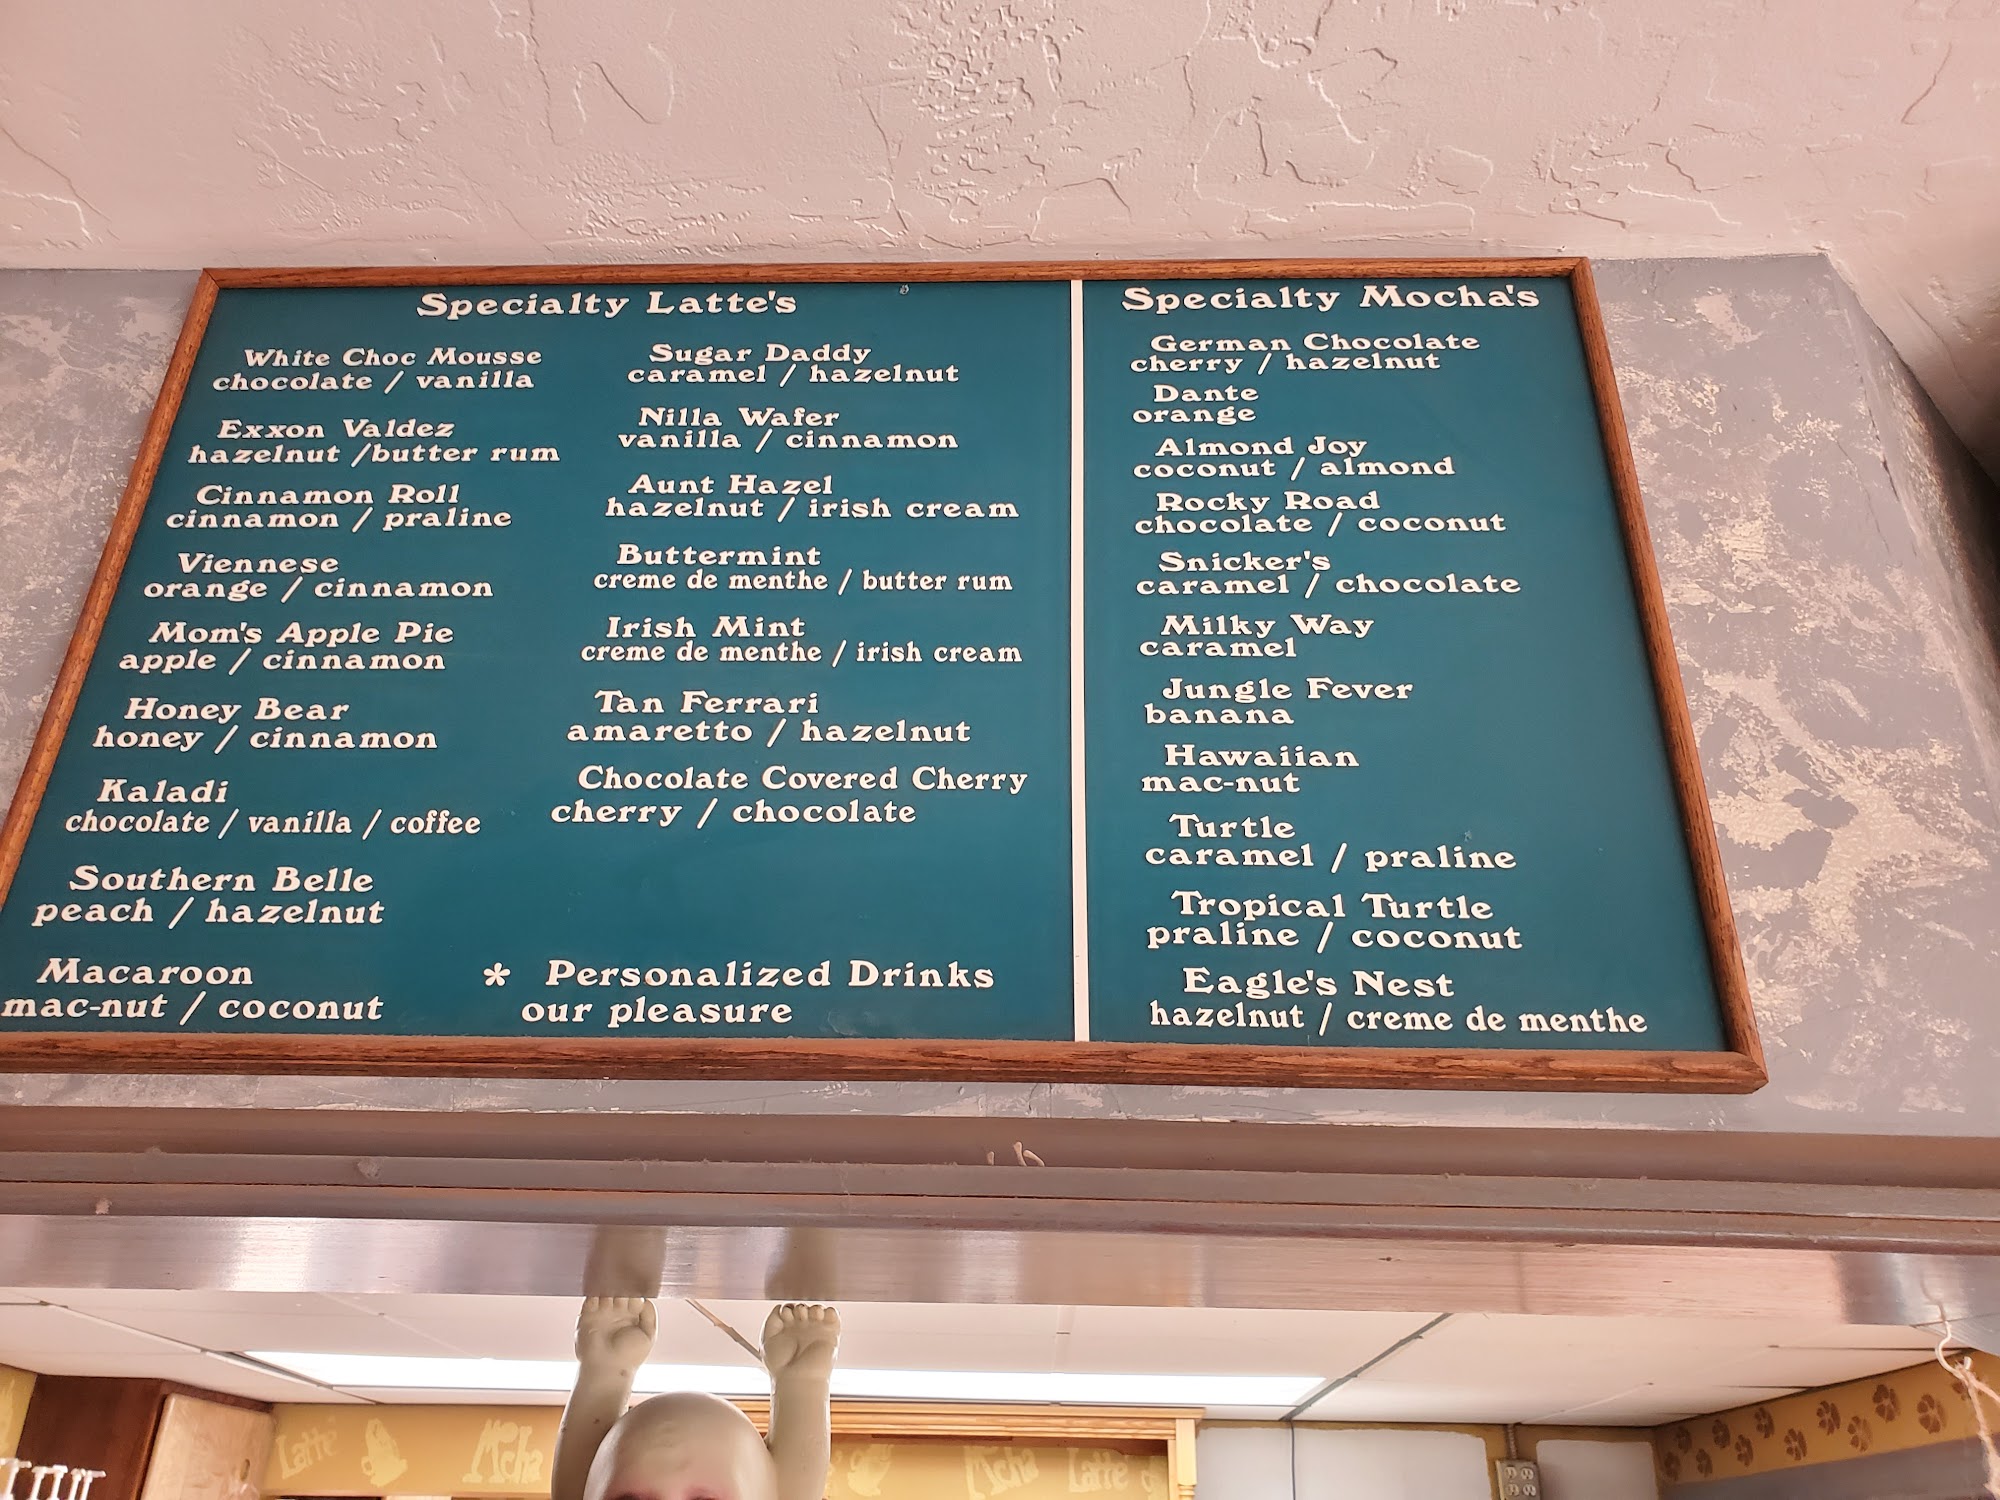 Specialty Latte's
White Choc Mousse
chocolate / vanilla
Exxon Valdez
hazelnut /butter rum
Cinnamon Roll
cinnamon / praline
Viennese
orange / cinnamon
Mom's Apple Pie
apple / cinnamon
Honey Bear
honey / cinnamon
Kaladi
chocolate / vanilla / coffee
Southern Belle
peach / hazelnut
Macaroon
mac-nut / coconut
Sugar Daddy
caramel / hazelnut
Nilla Wafer
vanilla / cinnamon
Aunt Hazel
hazelnut / irish cream
Buttermint
creme de menthe / butter rum
Irish Mint
creme de menthe / irish cream
Tan Ferrari
amaretto / hazelnut
Chocolate Covered Cherry
cherry / chocolate
* Personalized Drinks
our pleasure
Specialty Mocha's
German Chocolate
cherry / hazelnut
Dante
orange
Almond Joy
coconut / almond
Rocky Road
chocolate / coconut
Snicker's
caramel / chocolate
Milky Way
caramel
Jungle Fever
banana
Hawaiian
mac-nut
Turtle
caramel / praline
Tropical Turtle
praline / coconut
Eagle's Nest
hazelnut / creme de menthe
Latte Mcha Mcha Latte